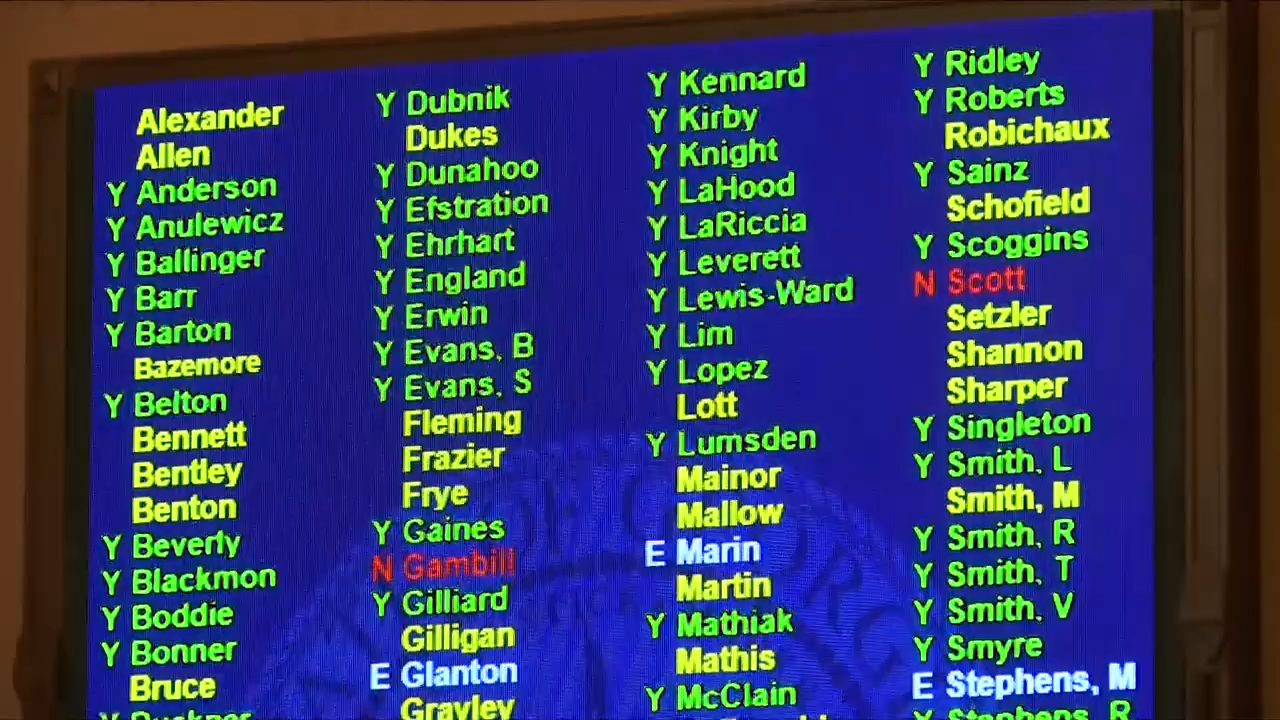 Alexander
Allen
Y Anderson
Y Anulewicz
Y Ballinger
Y Barr
Y Barton
Bazemore
Y Belton
Bennett
Bentley
Benton
Y Beverly
Y Blackmon
Y Boddie
Y Bonner
Bruce
Y Dubnik
Dukes
Y Dunahoo
Y Efstration
Y Ehrhart
Y England
Y Erwin
Y Evans, B
Y Evans, S
Fleming
Frazier
Frye
Y Gaines
N Gambill
Y Gilliard
Gilligan
E Glanton
Gravley
Y Kennard
Y Kirby
Y Knight
Y LaHood
Y LaRiccia
Y Leverett
Y Lewis-Ward
Y Lim
Y Lopez
Lott
Y Lumsden
Mainor
Mallow
E Marin
Martin
Y Mathiak
Mathis
Y McClain
Y Ridley
Y Roberts
Robichaux
Y Sainz
Schofield
Y Scoggins
N Scott
Setzler
Shannon
Sharper
Y Singleton
Y Smith, L
Smith, M
Y Smith, R
Y Smith, T
Y Smith, V
Y Smyre
E Stephens, M
Y Stephens, R